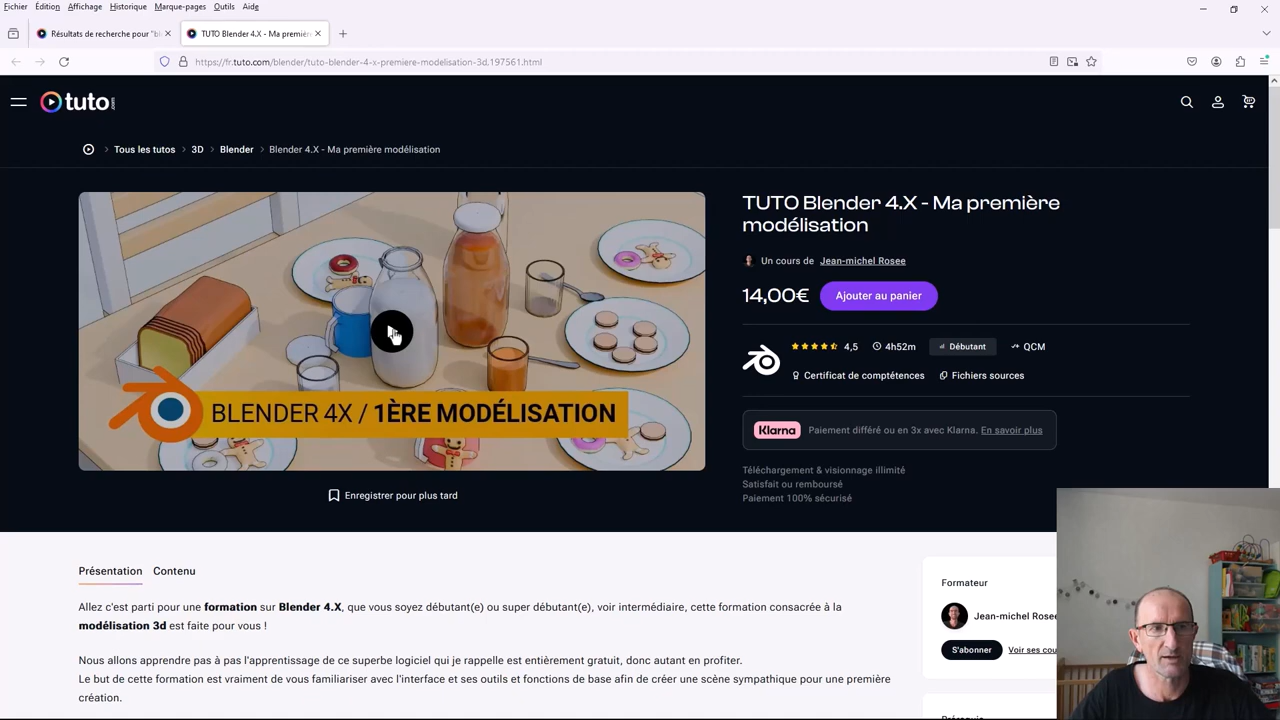 Fichier Édition Affichage Historique Marque-pages Outils Aide
Résultats de recherche pour "bl
TUTO Blender 4.X - Ma premièr
https://fr.tuto.com/blender/tuto-blender-4-x-premiere-modelisation-3d,197561.html
tuto.com
Tous les tutos > 3D > Blender > Blender 4.X - Ma première modélisation
TUTO Blender 4.X - Ma première
modélisation
Un cours de Jean-michel Rosee
14,00€ Ajouter au panier
4,5 4h52m Débutant QCM
Certificat de compétences Fichiers sources
Klarna Paiement différé ou en 3x avec Klarna. En savoir plus
Téléchargement & visionnage illimité
Satisfait ou remboursé
Paiement 100% sécurisé
BLENDER 4X / 1ÈRE MODÉLISATION
Enregistrer pour plus tard
Présentation Contenu
Allez c'est parti pour une formation sur Blender 4.X, que vous soyez débutant(e) ou super débutant(e), voir intermédiaire, cette formation consacrée à la
modélisation 3d est faite pour vous !
Nous allons apprendre pas à pas l'apprentissage de ce superbe logiciel qui je rappelle est entièrement gratuit, donc autant en profiter.
Le but de cette formation est vraiment de vous familiariser avec l'interface et ses outils et fonctions de base afin de créer une scène sympathique pour une première
création.
Formateur
Jean-michel Rosee
S'abonner Voir ses cou